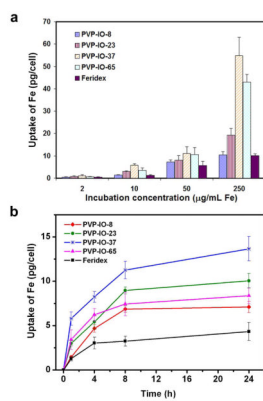 a
PVP-IO-8
PVP-IO-23
PVP-IO-37
PVP-IO-65
Feridex
Uptake of Fe (pg/cell)
60
50
40
30
20
10
0
2 10 50 250
Incubation concentration (µg/mL Fe)
b
PVP-IO-8
PVP-IO-23
PVP-IO-37
PVP-IO-65
Feridex
Uptake of Fe (pg/cell)
15
10
5
0
0 4 8 12 16 20 24
Time (h)